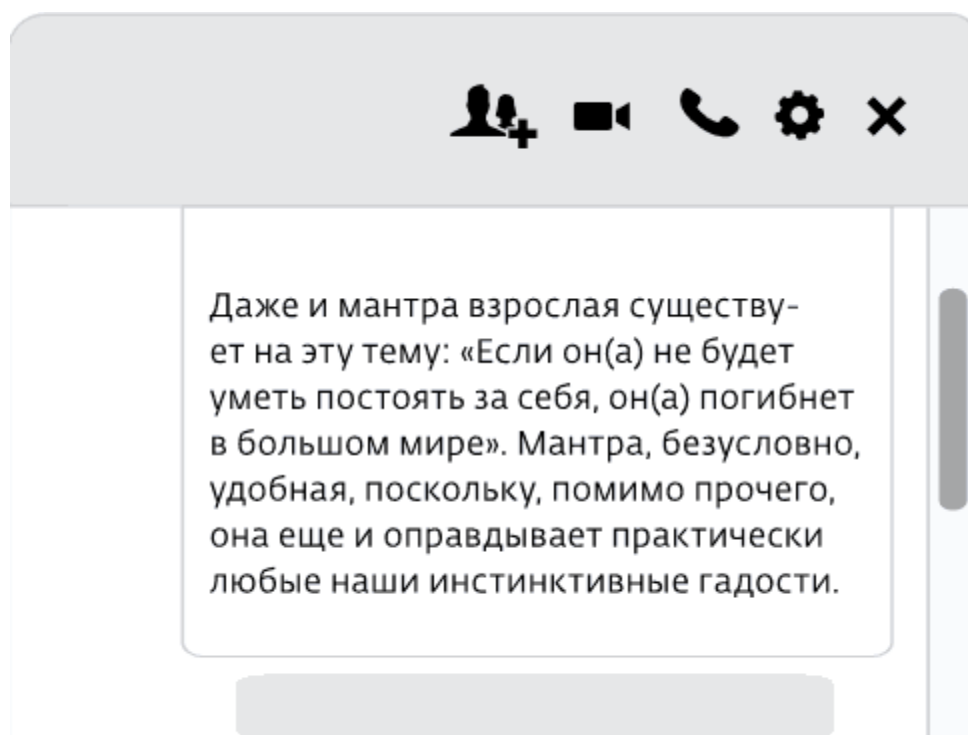 Даже и мантра взрослая существу-
ет на эту тему: «Если он(а) не будет
уметь постоять за себя, он(а) погибнет
в большом мире». Мантра, безусловно,
удобная, поскольку, помимо прочего,
она еще и оправдывает практически
любые наши инстинктивные гадости.